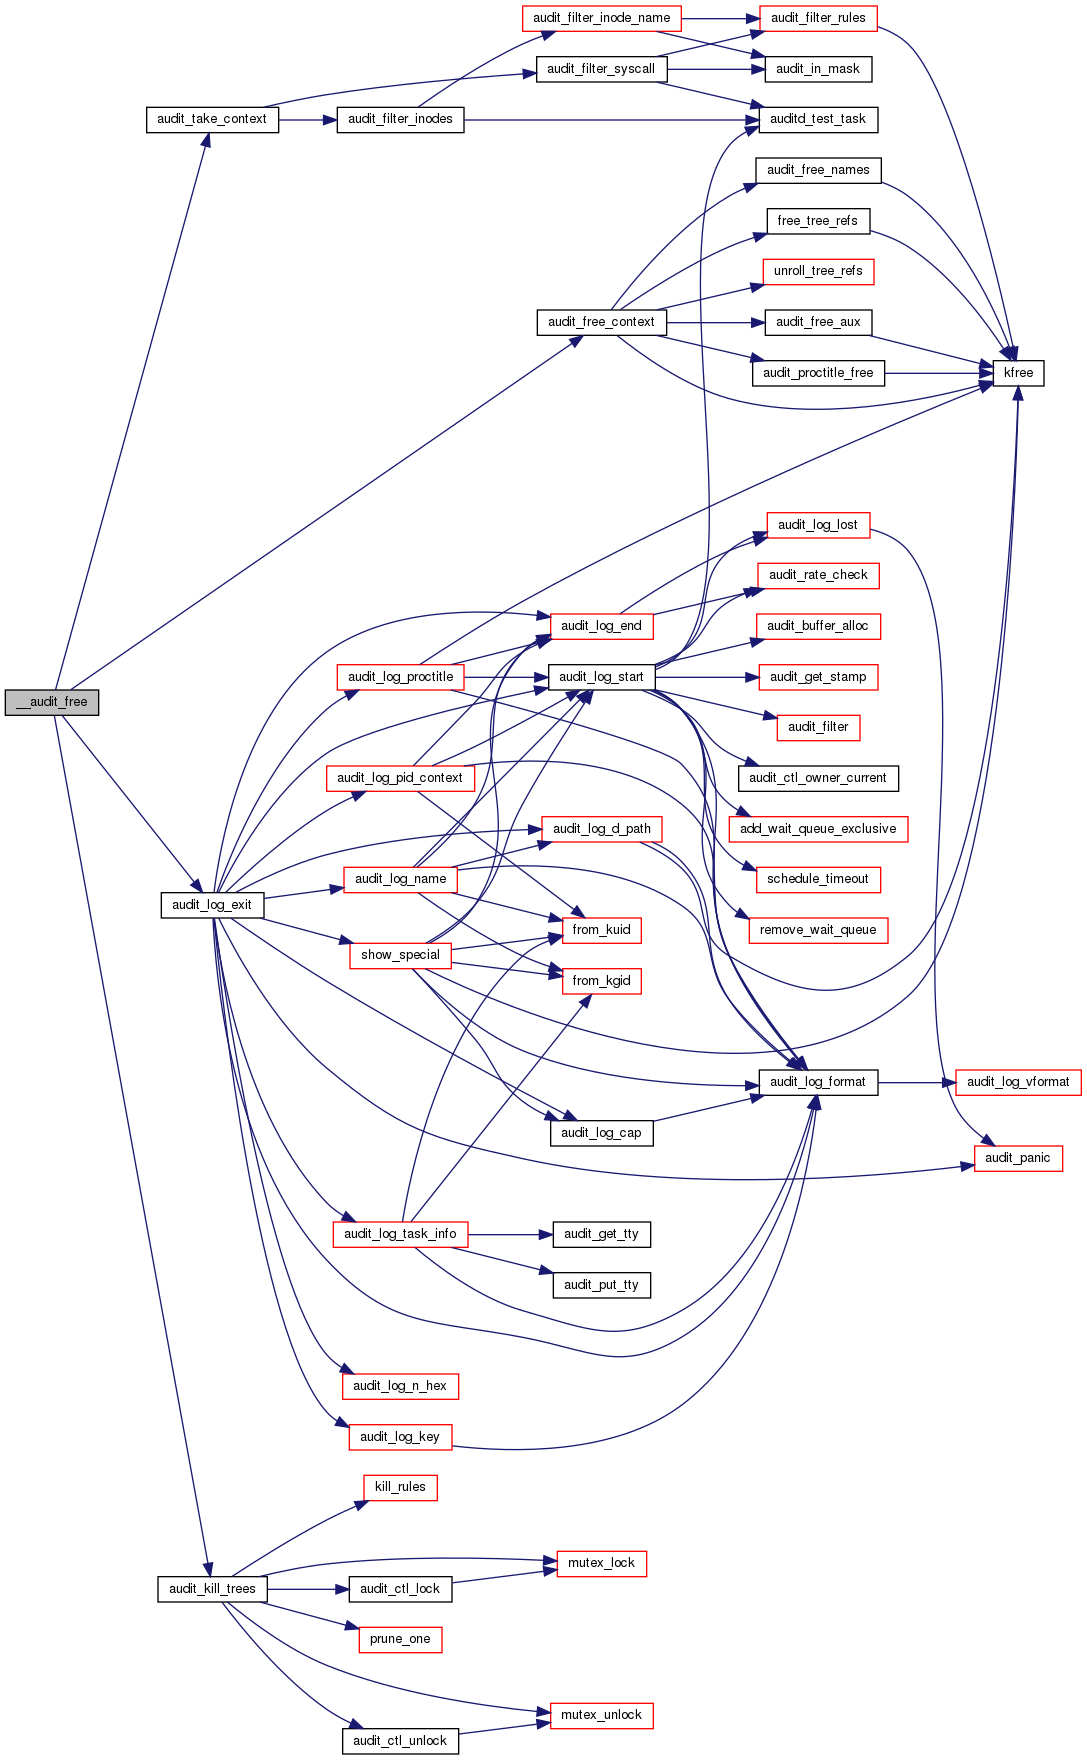 audit_filter_inode_name
audit_filter_rules
audit_filter_syscall
audit_in_mask
audit_take_context
audit_filter_inodes
auditd_test_task
audit_free_names
free_tree_refs
unroll_tree_refs
audit_free_context
audit_free_aux
audit_proctitle_free
kfree
audit_log_lost
audit_rate_check
audit_log_end
audit_buffer_alloc
audit_log_proctitle
audit_log_start
audit_get_stamp
__audit_free
audit_filter
audit_log_pid_context
audit_ctl_owner_current
audit_log_d_path
add_wait_queue_exclusive
audit_log_name
schedule_timeout
audit_log_exit
from_kuid
remove_wait_queue
show_special
from_kgid
audit_log_format
audit_log_vformat
audit_log_cap
audit_panic
audit_log_task_info
audit_get_tty
audit_put_tty
audit_log_n_hex
audit_log_key
kill_rules
mutex_lock
audit_kill_trees
audit_ctl_lock
prune_one
mutex_unlock
audit_ctl_unlock